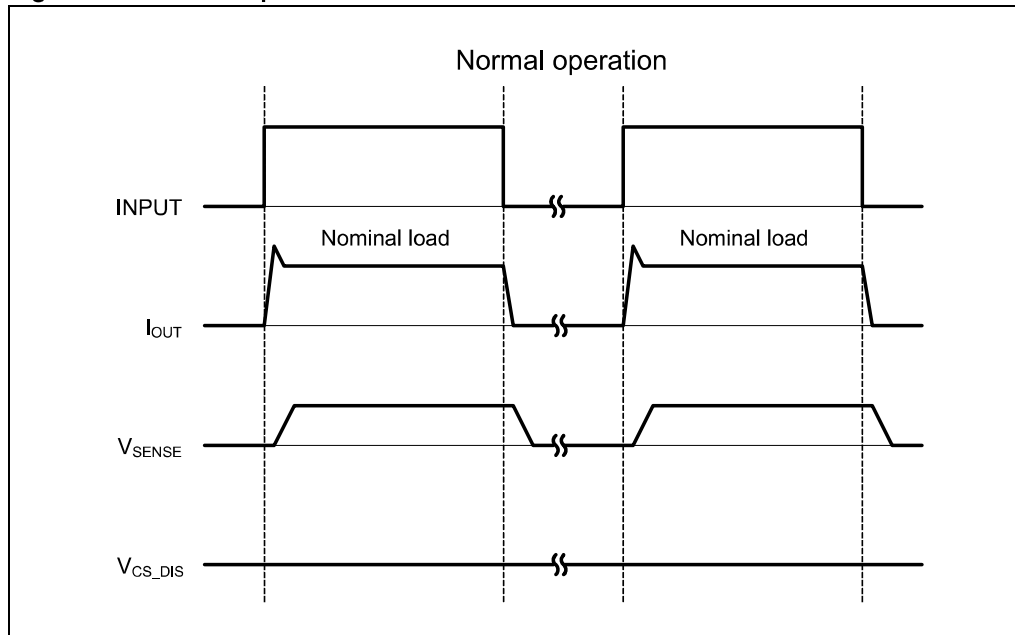 Normal operation
INPUT
Nominal load Nominal load
IOUT
VSENSE
VCS_DIS